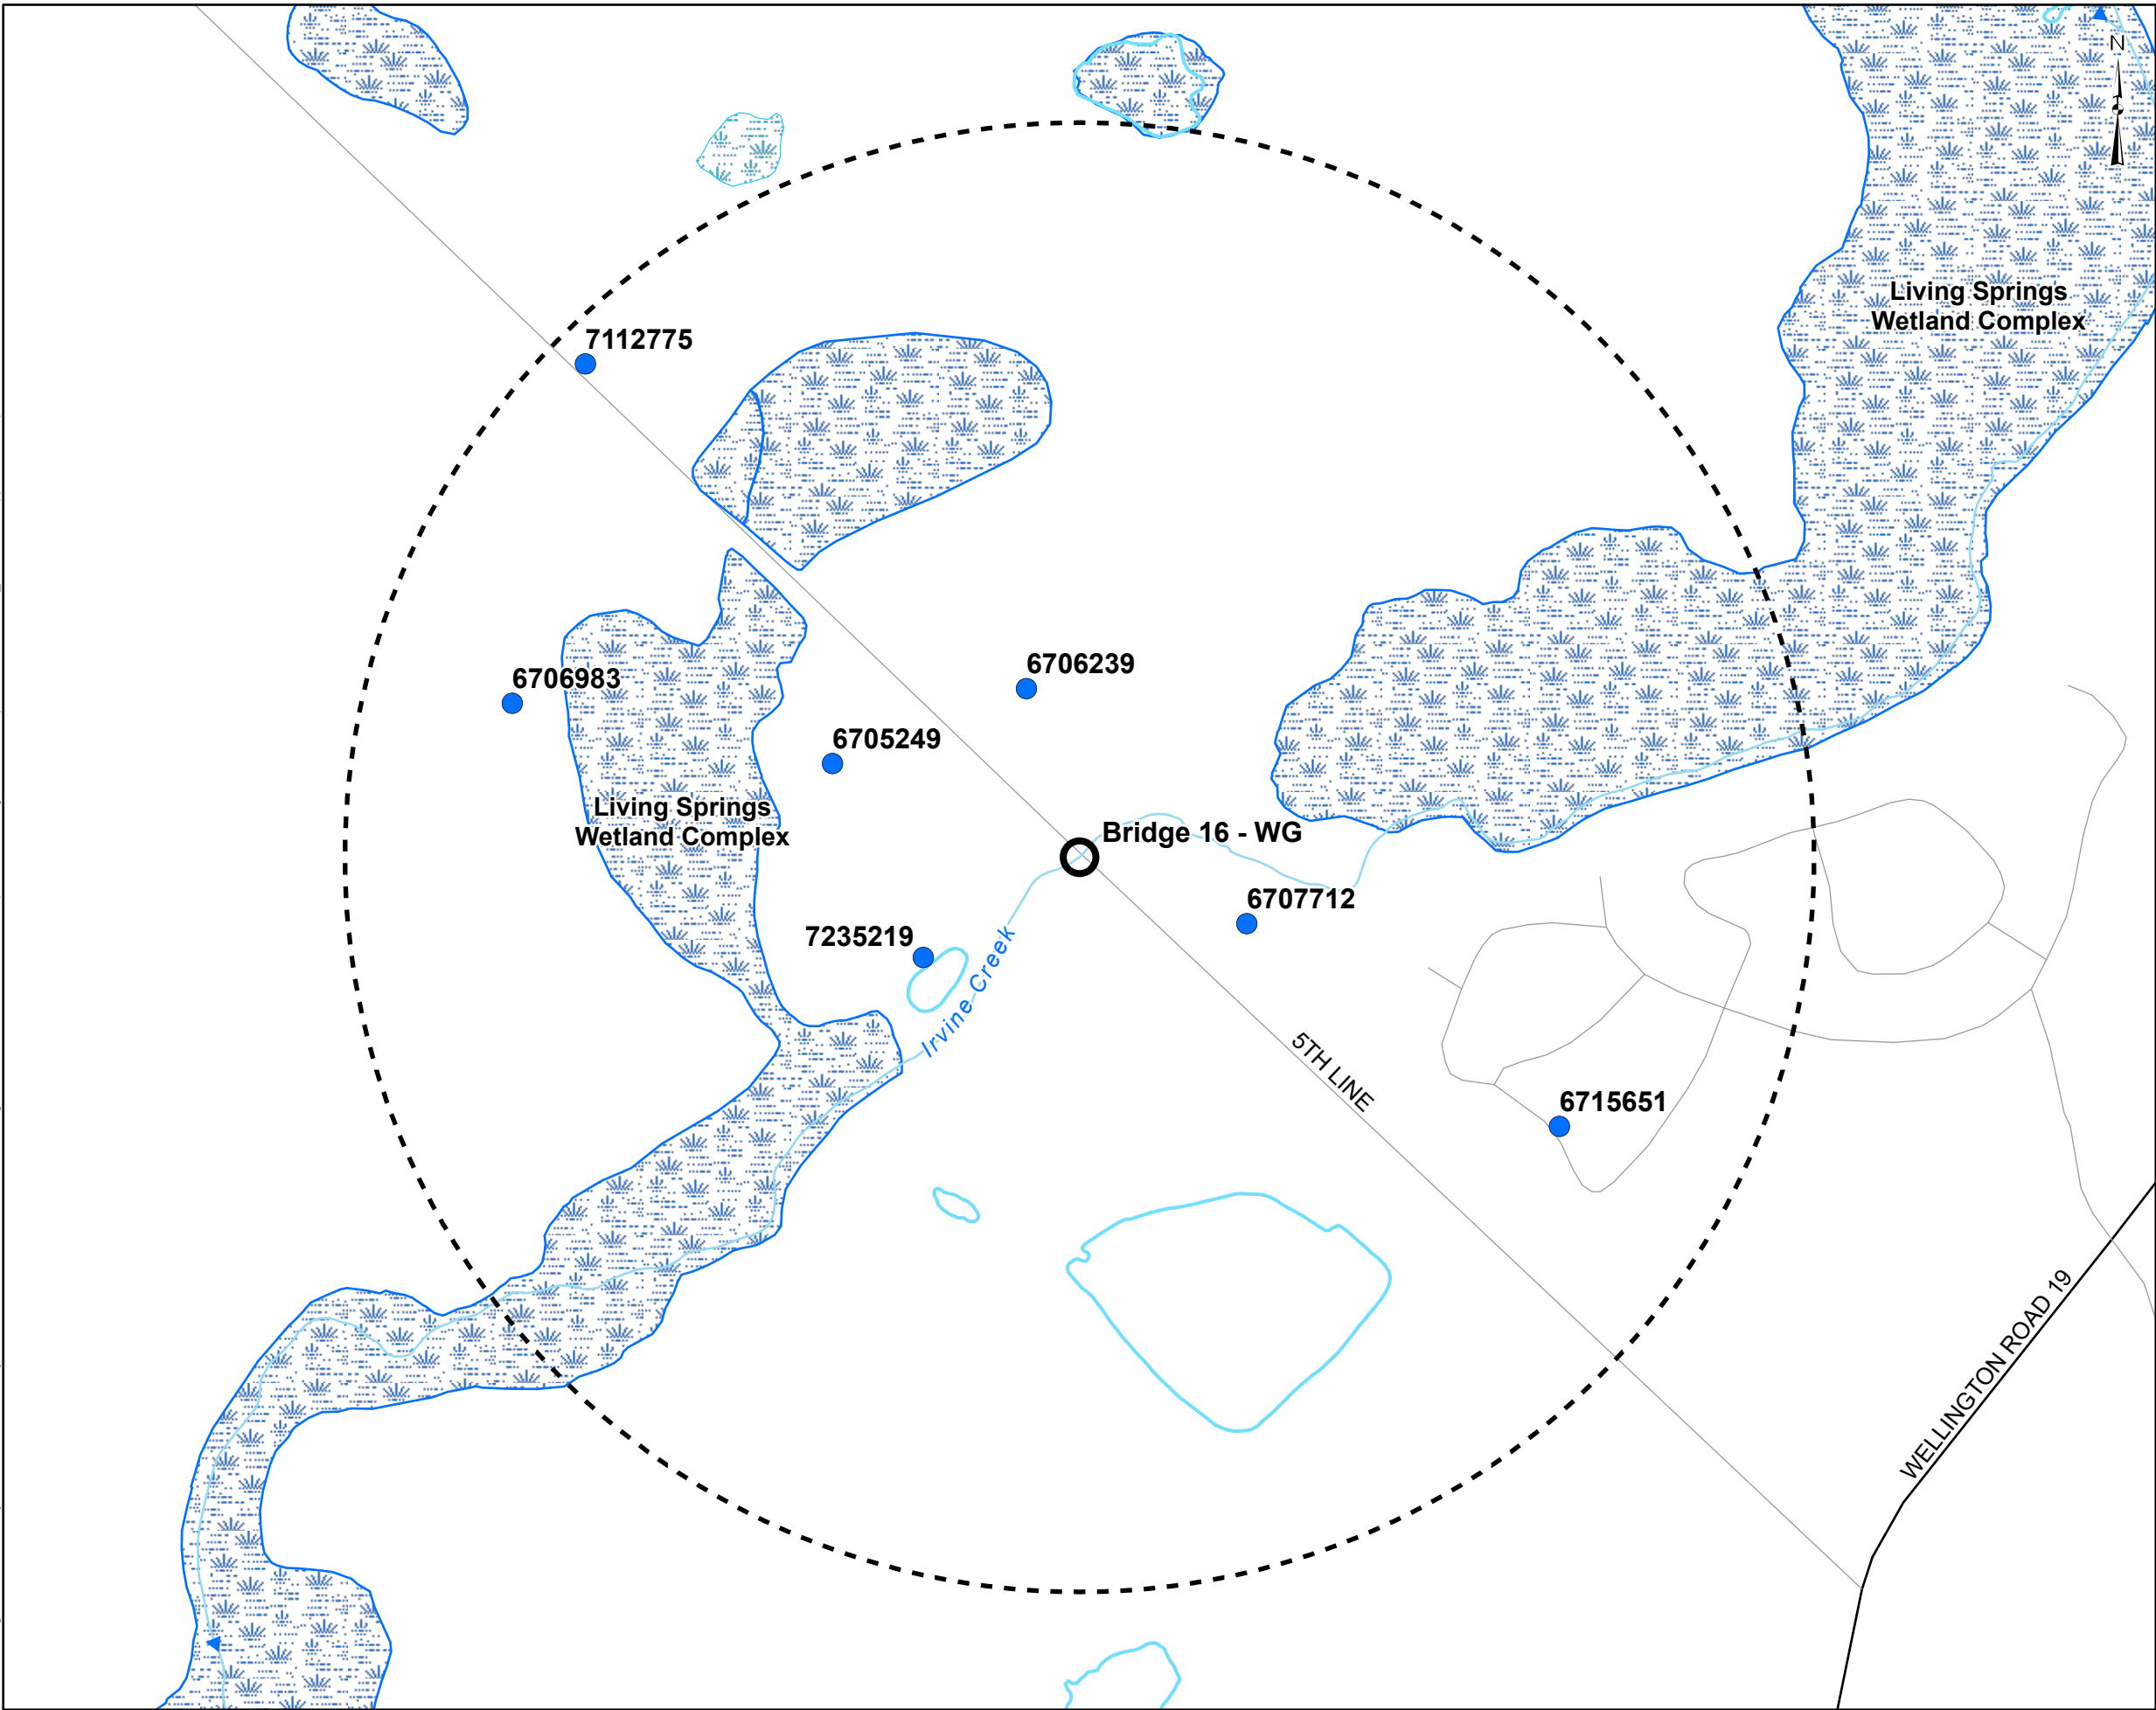 N
Living Springs
Wetland Complex
7112775
6706239
6706983
6705249
Living Springs
Wetland Complex
Bridge 16 - WG
6707712
7235219
Irvine Creek
5TH LINE
6715651
WELLINGTON ROAD 19